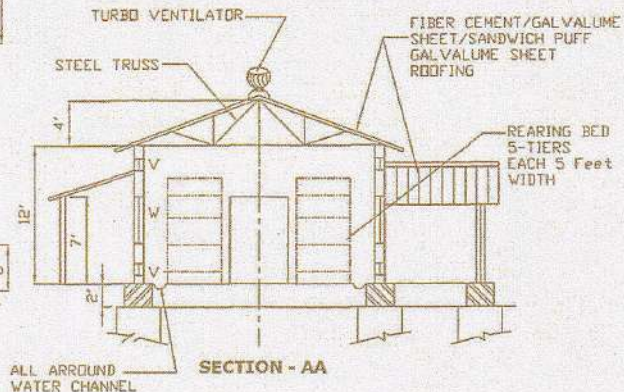 TURBO VENTILATOR
FIBER CEMENT/GALVALUME
SHEET/SANDWICH PUFF
GALVALUME SHEET
ROOFING
STEEL TRUSS
4'
REARING BED
5-TIERS
EACH 5 Feet
WIDTH
V
12'
W
7'
V
2'
ALL ARROUND
WATER CHANNEL
SECTION - AA